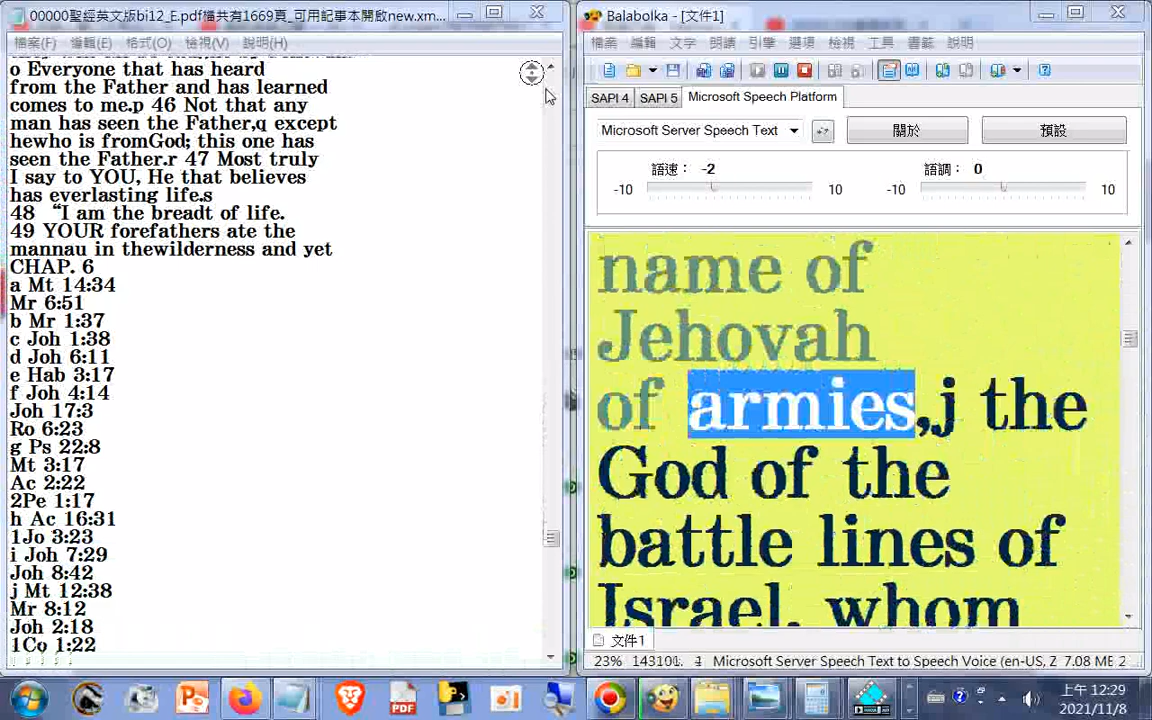 00000聖經英文版bi12_E.pdf檔共有1669頁_可用記事本開啟new.xm...
檔案(F) 編輯(E) 格式(O) 檢視(V) 說明(H)
o Everyone that has heard
from the Father and has learned
comes to me.p 46 Not that any
man has seen the Father,q except
hewho is fromGod; this one has
seen the Father.r 47 Most truly
I say to YOU, He that believes
has everlasting life.s
48 “I am the breadt of life.
49 YOUR forefathers ate the
mannau in thewilderness and yet
CHAP. 6
a Mt 14:34
Mr 6:51
b Mr 1:37
c Joh 1:38
d Joh 6:11
e Hab 3:17
f Joh 4:14
Joh 17:3
Ro 6:23
g Ps 22:8
Mt 3:17
Ac 2:22
2Pe 1:17
h Ac 16:31
1Jo 3:23
i Joh 7:29
Joh 8:42
j Mt 12:38
Mr 8:12
Joh 2:18
1Co 1:22
Balabolka - [文件1]
檔案 編輯 文字 朗讀 引擎 選項 檢視 工具 書籤 說明
SAPI 4 SAPI 5 Microsoft Speech Platform
Microsoft Server Speech Text 關於 預設
語速： -2 語調： 0
-10 10 -10 10
name of
Jehovah
of armies,j the
God of the
battle lines of
Israel, whom
文件1
23% 143101. Microsoft Server Speech Text to Speech Voice (en-US, Z 7.08 MB 2
PDF
上午 12:29
2021/11/8